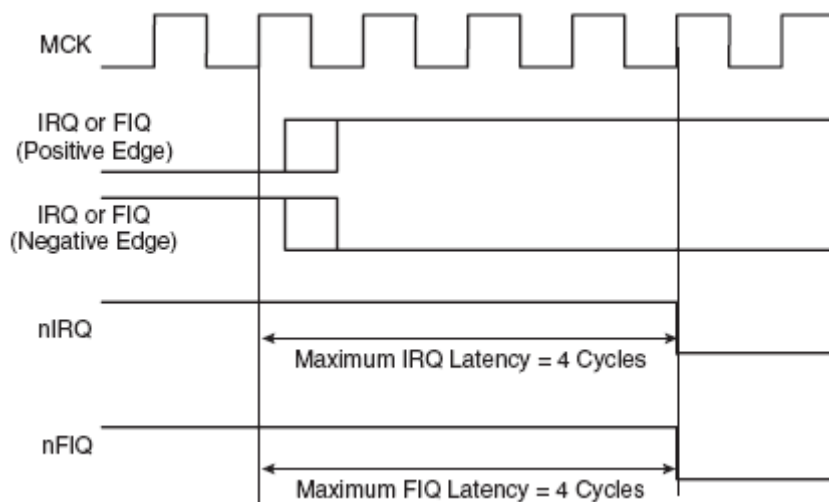 MCK
IRQ or FIQ
(Positive Edge)
IRQ or FIQ
(Negative Edge)
nIRQ
Maximum IRQ Latency = 4 Cycles
nFIQ
Maximum FIQ Latency = 4 Cycles